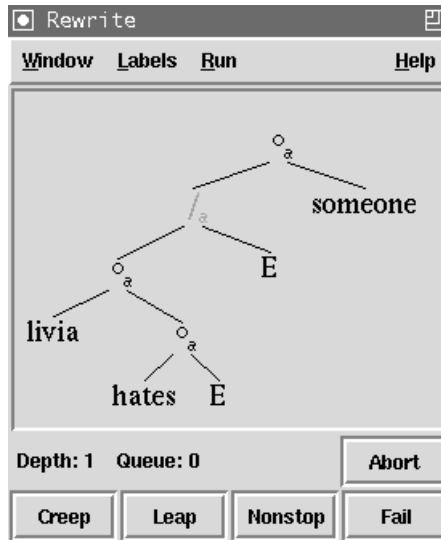 Rewrite
Window Labels Run Help
o a
someone
/ a
E
o a
livia
o a
hates E
Depth: 1 Queue: 0 Abort
Creep Leap Nonstop Fail